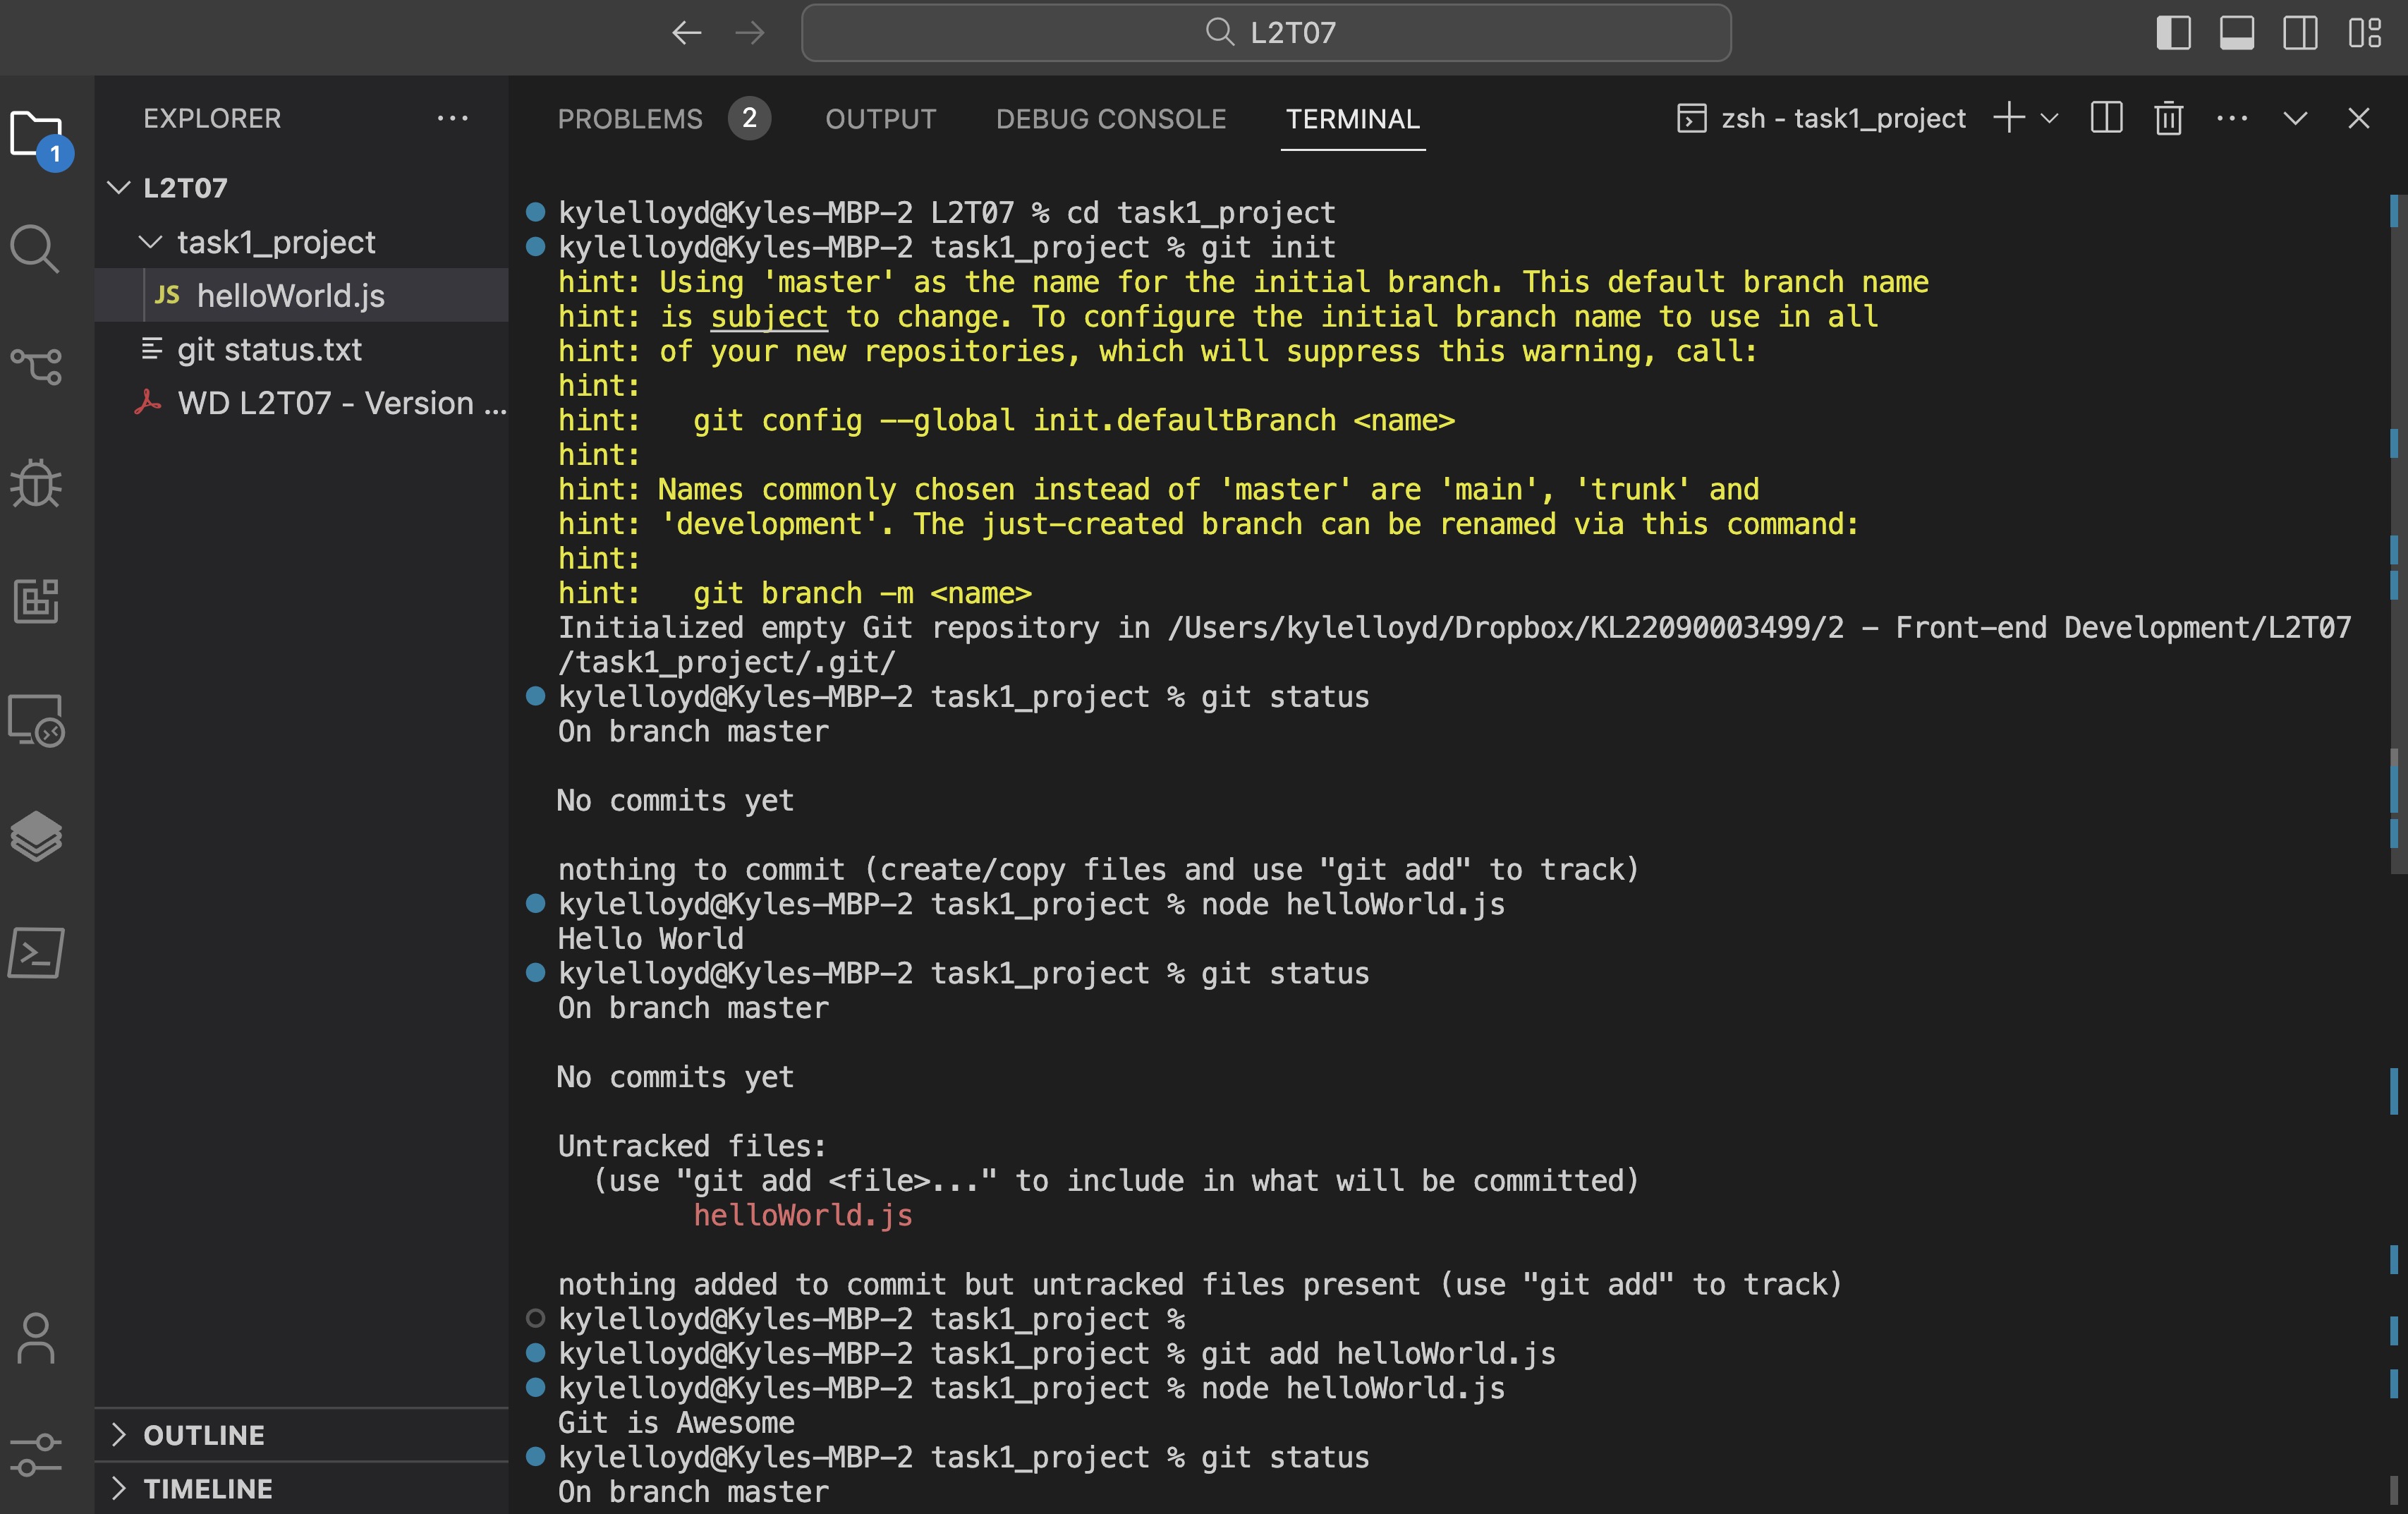 L2T07
EXPLORER
L2T07
task1_project
JS helloWorld.js
git status.txt
WD L2T07 - Version ...
OUTLINE
TIMELINE
1
PROBLEMS 2 OUTPUT DEBUG CONSOLE TERMINAL zsh - task1_project
kylelloyd@Kyles-MBP-2 L2T07 % cd task1_project
kylelloyd@Kyles-MBP-2 task1_project % git init
hint: Using 'master' as the name for the initial branch. This default branch name
hint: is subject to change. To configure the initial branch name to use in all
hint: of your new repositories, which will suppress this warning, call:
hint:
hint:   git config --global init.defaultBranch <name>
hint:
hint: Names commonly chosen instead of 'master' are 'main', 'trunk' and
hint: 'development'. The just-created branch can be renamed via this command:
hint:
hint:   git branch -m <name>
Initialized empty Git repository in /Users/kylelloyd/Dropbox/KL22090003499/2 - Front-end Development/L2T07
/task1_project/.git/
kylelloyd@Kyles-MBP-2 task1_project % git status
On branch master
No commits yet
nothing to commit (create/copy files and use "git add" to track)
kylelloyd@Kyles-MBP-2 task1_project % node helloWorld.js
Hello World
kylelloyd@Kyles-MBP-2 task1_project % git status
On branch master
No commits yet
Untracked files:
  (use "git add <file>..." to include in what will be committed)
        helloWorld.js
nothing added to commit but untracked files present (use "git add" to track)
kylelloyd@Kyles-MBP-2 task1_project %
kylelloyd@Kyles-MBP-2 task1_project % git add helloWorld.js
kylelloyd@Kyles-MBP-2 task1_project % node helloWorld.js
Git is Awesome
kylelloyd@Kyles-MBP-2 task1_project % git status
On branch master